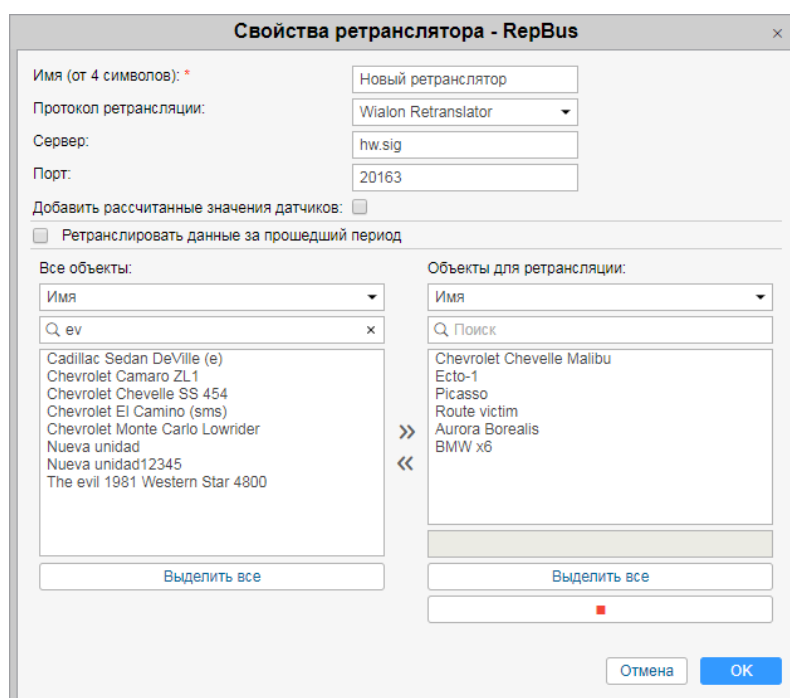 Свойства ретранслятора - RepBus
×
Имя (от 4 символов): *
Новый ретранслятор
Протокол ретрансляции:
Wialon Retranslator
Сервер:
hw.sig
Порт:
20163
Добавить рассчитанные значения датчиков:
Ретранслировать данные за прошедший период
Все объекты:
Имя
ev
×
Cadillac Sedan DeVille (e)
Chevrolet Camaro ZL1
Chevrolet Chevelle SS 454
Chevrolet El Camino (sms)
Chevrolet Monte Carlo Lowrider
Nueva unidad
Nueva unidad12345
The evil 1981 Western Star 4800
Выделить все
»
«
Объекты для ретрансляции:
Имя
Поиск
Chevrolet Chevelle Malibu
Ecto-1
Picasso
Route victim
Aurora Borealis
BMW x6
Выделить все
Отмена
OK